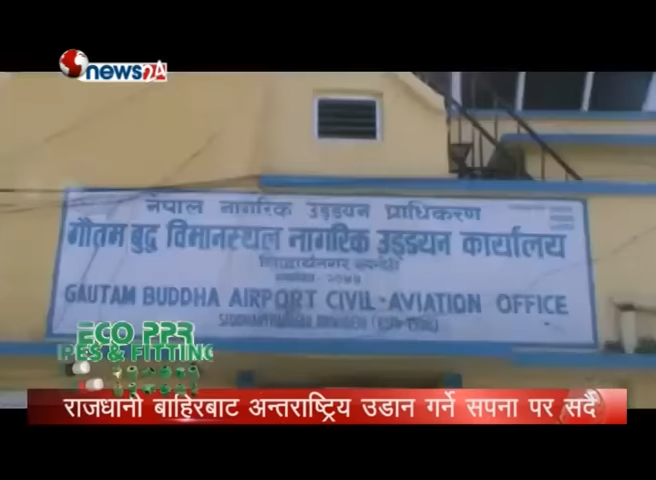 news24
नेपाल नागरिक उड्डयन प्राधिकरण
गौतम बुद्ध विमानस्थल नागरिक उड्डयन कार्यालय
GAUTAM BUDDHA AIRPORT CIVIL-AVIATION OFFICE
ECO PPR
& FITTING
राजधानी बाहिरबाट अन्तराष्ट्रिय उडान गर्ने सपना पर सर्दै